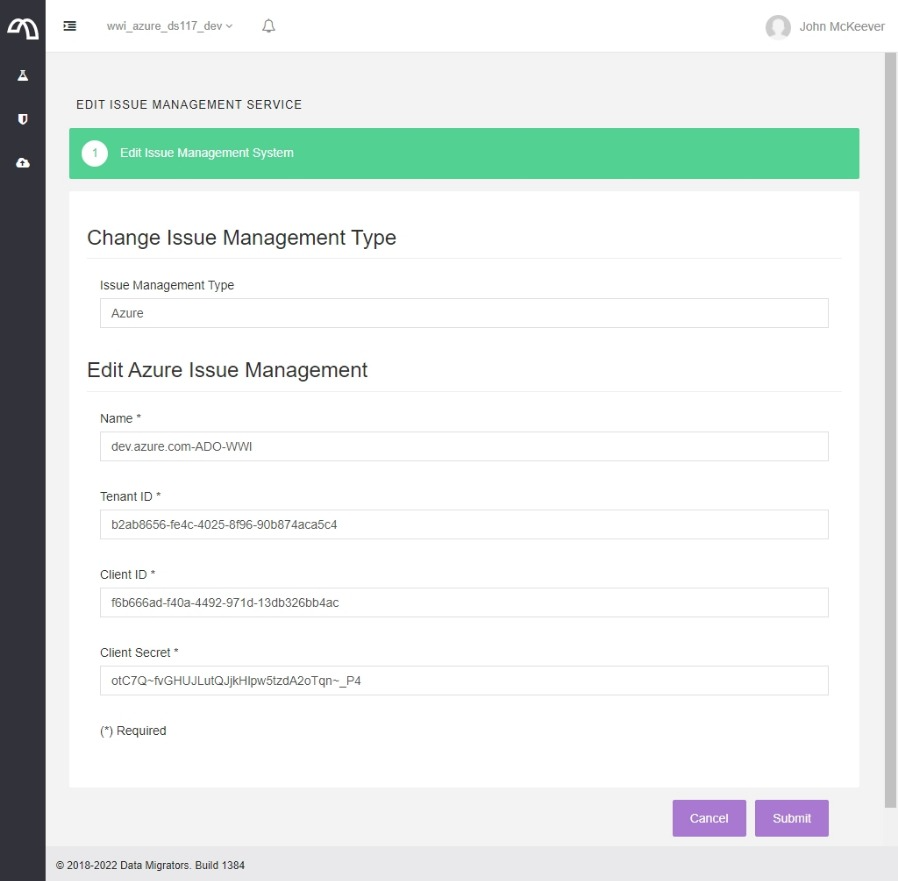 wwi_azure_ds117_dev
John McKeever
EDIT ISSUE MANAGEMENT SERVICE
1 Edit Issue Management System
Change Issue Management Type
Issue Management Type
Azure
Edit Azure Issue Management
Name *
dev.azure.com-ADO-WWI
Tenant ID *
b2ab8656-fe4c-4025-8f96-90b874aca5c4
Client ID *
f6b666ad-f40a-4492-971d-13db326bb4ac
Client Secret *
otC7Q~fvGHUJLutQJjkHIpw5tzdA2oTqn~_P4
(*) Required
Cancel Submit
© 2018-2022 Data Migrators. Build 1384